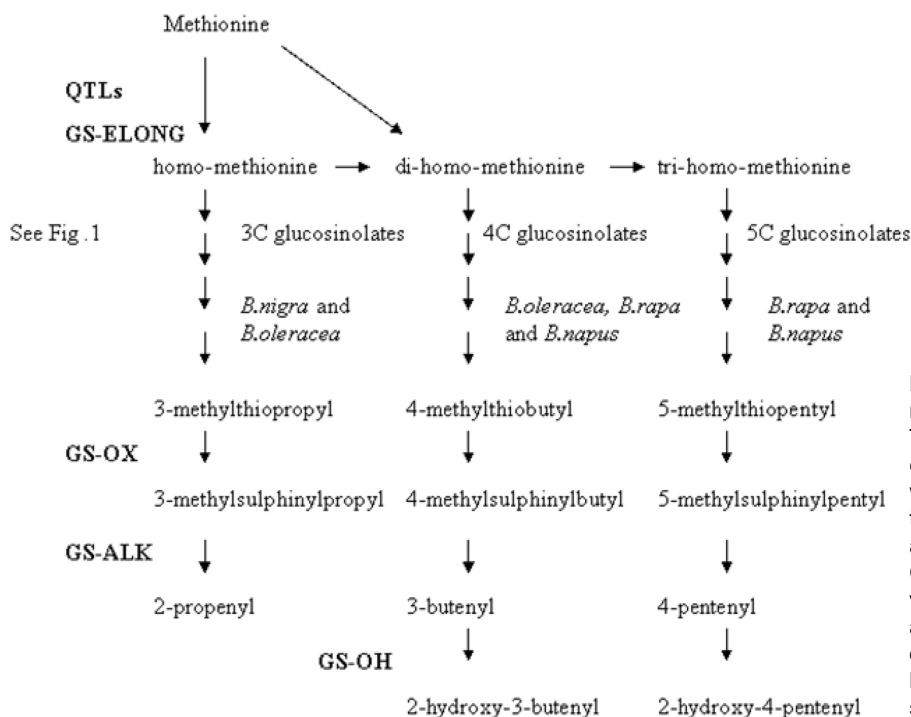 Methionine
QTLs
GS-ELONG
homo-methionine di-homo-methionine tri-homo-methionine
See Fig .1 3C glucosinolates 4C glucosinolates 5C glucosinolates
B.nigra and B.oleracea, B.rapa B.rapa and
B.oleracea and B.napus B.napus
3-methylthiopropyl 4-methylthiobutyl 5-methylthiopentyl
GS-OX
3-methylsulphinylpropyl 4-methylsulphinylbutyl 5-methylsulphinylpentyl
GS-ALK
2-propenyl 3-butenyl 4-pentenyl
GS-OH
2-hydroxy-3-butenyl 2-hydroxy-4-pentenyl